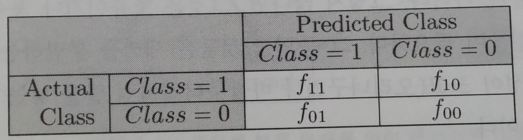 Predicted Class
Class = 1 Class = 0
Actual Class = 1 f11 f10
Class Class = 0 f01 f00